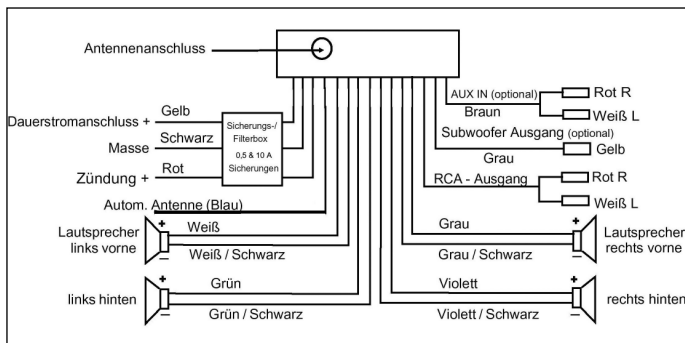 Antennenanschluss
AUX IN (optional)
Rot R
Braun
Weiß L
Gelb
Dauerstromanschluss +
Sicherungs-/
Filterbox
0,5 & 10 A
Sicherungen
Schwarz
Masse
Rot
Zündung +
Subwoofer Ausgang (optional)
Gelb
Grau
RCA - Ausgang
Rot R
Weiß L
Autom. Antenne (Blau)
Lautsprecher
links vorne
+
Weiß
–
Weiß / Schwarz
Grau
Grau / Schwarz
+
–
Lautsprecher
rechts vorne
links hinten
+
Grün
–
Grün / Schwarz
Violett
Violett / Schwarz
+
–
rechts hinten